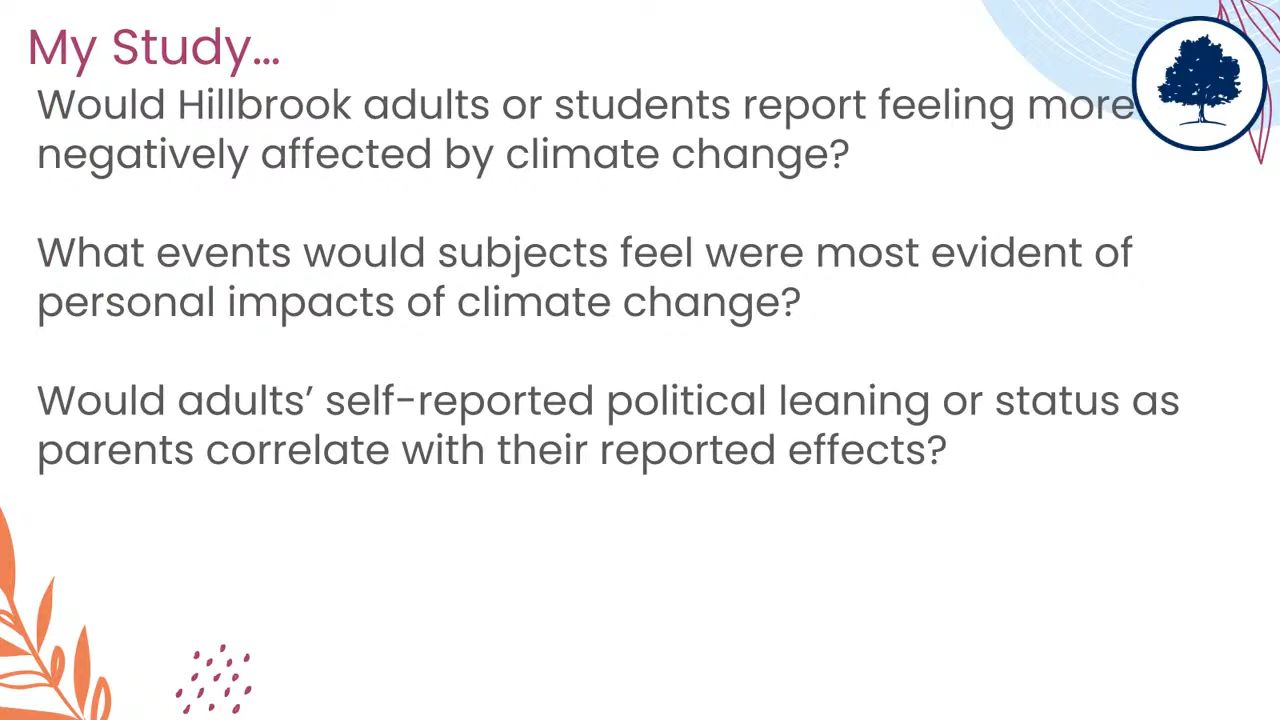 My Study…
Would Hillbrook adults or students report feeling more
negatively affected by climate change?
What events would subjects feel were most evident of
personal impacts of climate change?
Would adults’ self-reported political leaning or status as
parents correlate with their reported effects?